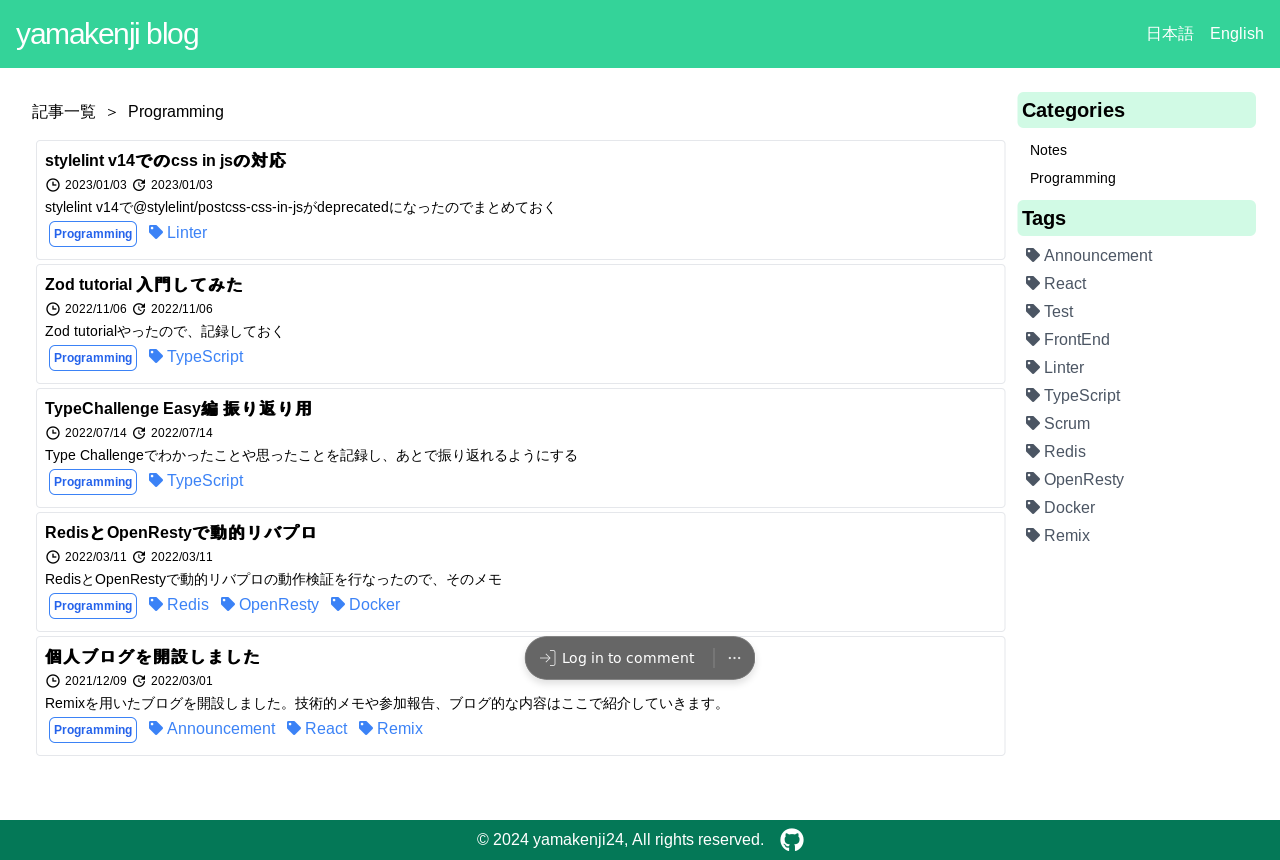 yamakenji blog
日本語 English
記事一覧 ＞ Programming
stylelint v14でのcss in jsの対応
2023/01/03 2023/01/03
stylelint v14で@stylelint/postcss-css-in-jsがdeprecatedになったのでまとめておく
Programming Linter
Zod tutorial 入門してみた
2022/11/06 2022/11/06
Zod tutorialやったので、記録しておく
Programming TypeScript
TypeChallenge Easy編 振り返り用
2022/07/14 2022/07/14
Type Challengeでわかったことや思ったことを記録し、あとで振り返れるようにする
Programming TypeScript
RedisとOpenRestyで動的リバプロ
2022/03/11 2022/03/11
RedisとOpenRestyで動的リバプロの動作検証を行なったので、そのメモ
Programming Redis OpenResty Docker
個人ブログを開設しました
2021/12/09 2022/03/01
Remixを用いたブログを開設しました。技術的メモや参加報告、ブログ的な内容はここで紹介していきます。
Programming Announcement React Remix
Categories
Notes
Programming
Tags
Announcement
React
Test
FrontEnd
Linter
TypeScript
Scrum
Redis
OpenResty
Docker
Remix
Log in to comment
© 2024 yamakenji24, All rights reserved.